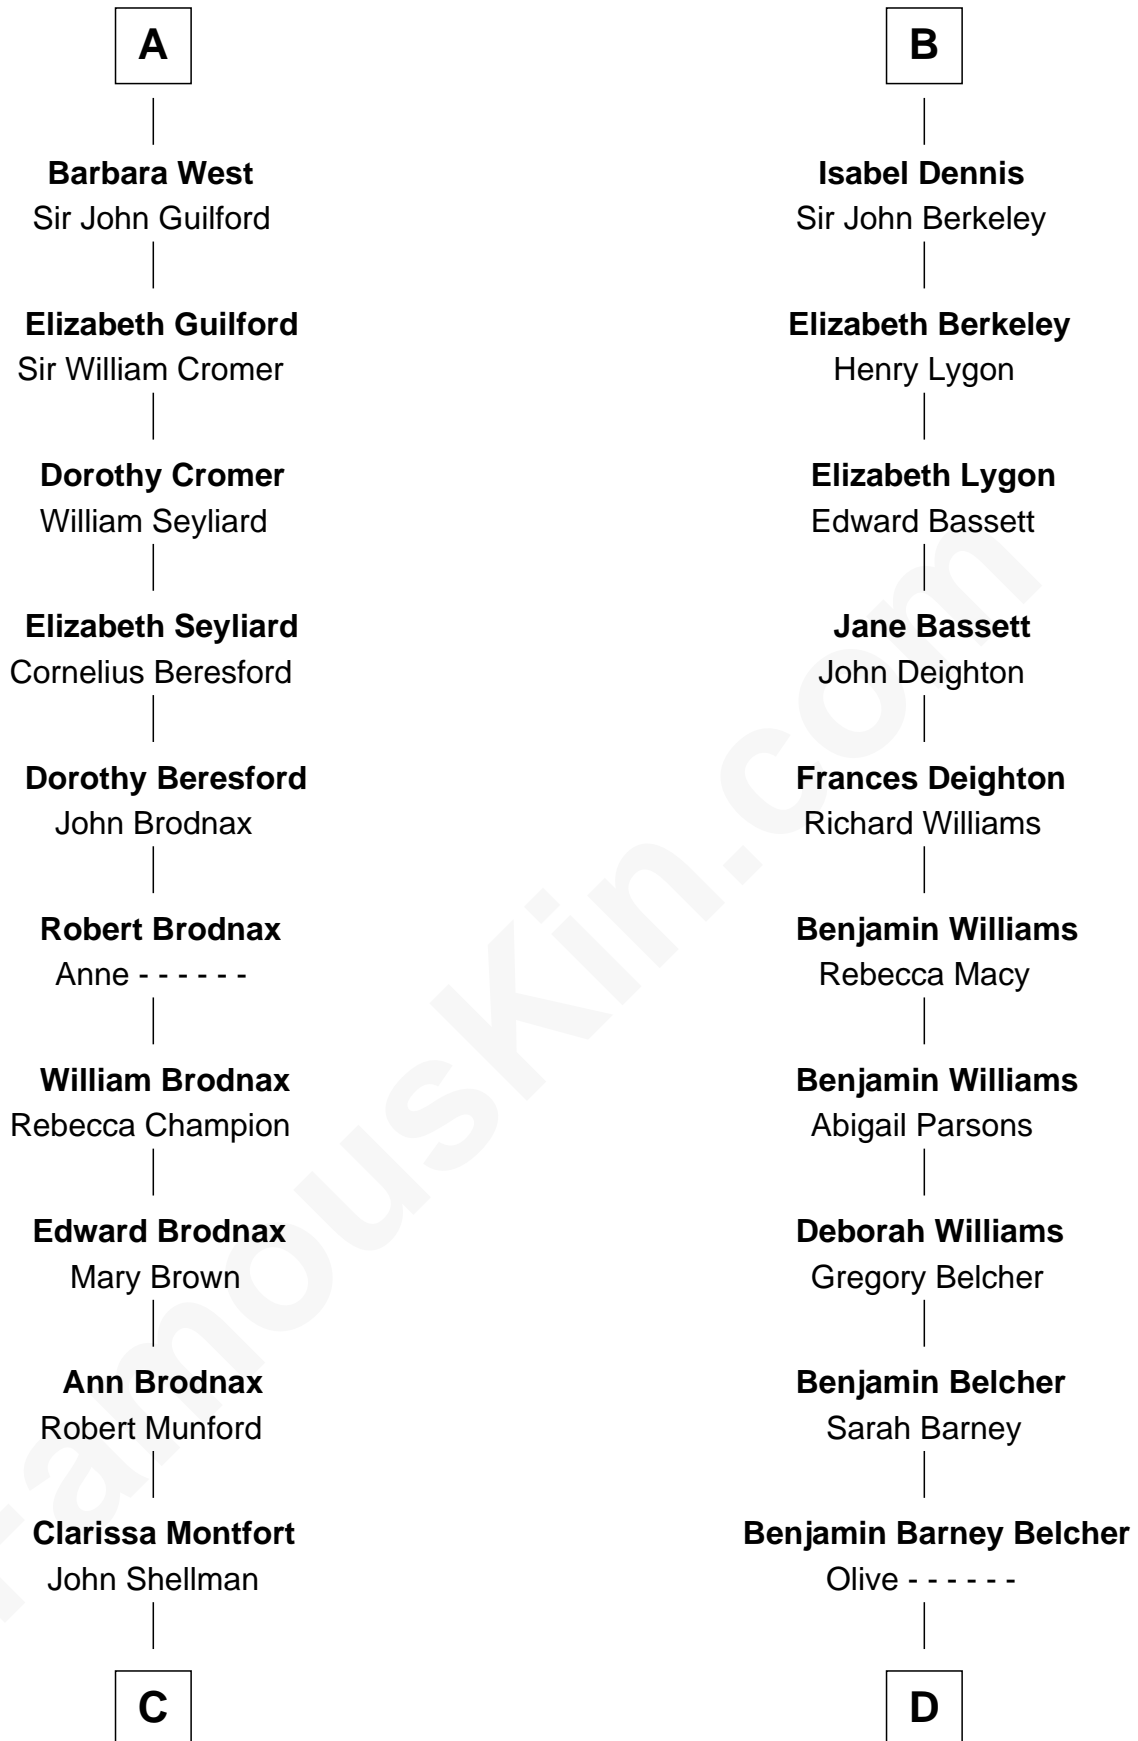 A
Barbara West
Sir John Guilford
Elizabeth Guilford
Sir William Cromer
Dorothy Cromer
William Seyliard
Elizabeth Seyliard
Cornelius Beresford
Dorothy Beresford
John Brodnax
Robert Brodnax
Anne - - - - - -
William Brodnax
Rebecca Champion
Edward Brodnax
Mary Brown
Ann Brodnax
Robert Munford
Clarissa Montfort
John Shellman
C
B
Isabel Dennis
Sir John Berkeley
Elizabeth Berkeley
Henry Lygon
Elizabeth Lygon
Edward Bassett
Jane Bassett
John Deighton
Frances Deighton
Richard Williams
Benjamin Williams
Rebecca Macy
Benjamin Williams
Abigail Parsons
Deborah Williams
Gregory Belcher
Benjamin Belcher
Sarah Barney
Benjamin Barney Belcher
Olive - - - - - -
D
FamousKin.com